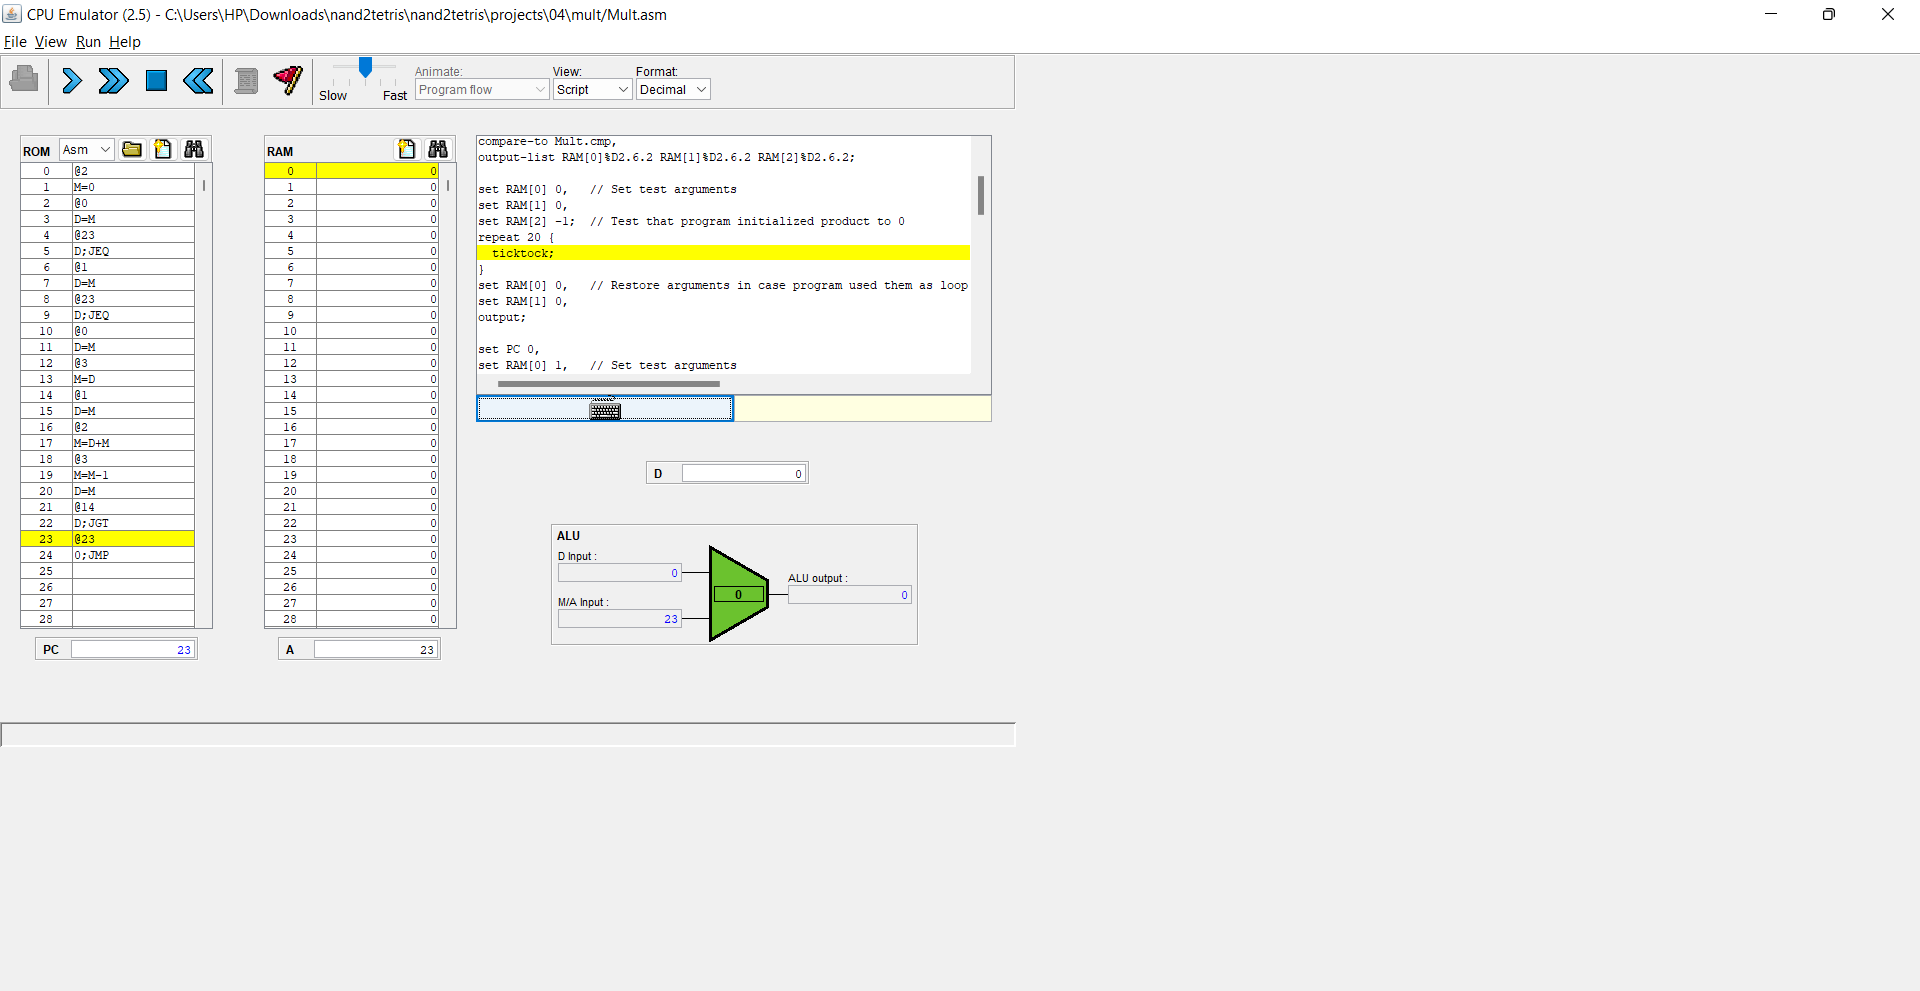 CPU Emulator (2.5) - C:\Users\HP\Downloads\nand2tetris\nand2tetris\projects\04\mult/Mult.asm
File View Run Help
Slow Fast
Animate:
Program flow
View:
Script
Format:
Decimal
ROM Asm
0 @2
1 M=0
2 @0
3 D=M
4 @23
5 D;JEQ
6 @1
7 D=M
8 @23
9 D;JEQ
10 @0
11 D=M
12 @3
13 M=D
14 @1
15 D=M
16 @2
17 M=D+M
18 @3
19 M=M-1
20 D=M
21 @14
22 D;JGT
23 @23
24 0;JMP
25
26
27
28
PC 23
RAM
0 0
1 0
2 0
3 0
4 0
5 0
6 0
7 0
8 0
9 0
10 0
11 0
12 0
13 0
14 0
15 0
16 0
17 0
18 0
19 0
20 0
21 0
22 0
23 0
24 0
25 0
26 0
27 0
28 0
A 23
compare-to Mult.cmp,
output-list RAM[0]%D2.6.2 RAM[1]%D2.6.2 RAM[2]%D2.6.2;
set RAM[0] 0, // Set test arguments
set RAM[1] 0,
set RAM[2] -1; // Test that program initialized product to 0
repeat 20 {
ticktock;
}
set RAM[0] 0, // Restore arguments in case program used them as loop
set RAM[1] 0,
output;
set PC 0,
set RAM[0] 1, // Set test arguments
D 0
ALU
D Input :
0
M/A Input :
23
0
ALU output :
0